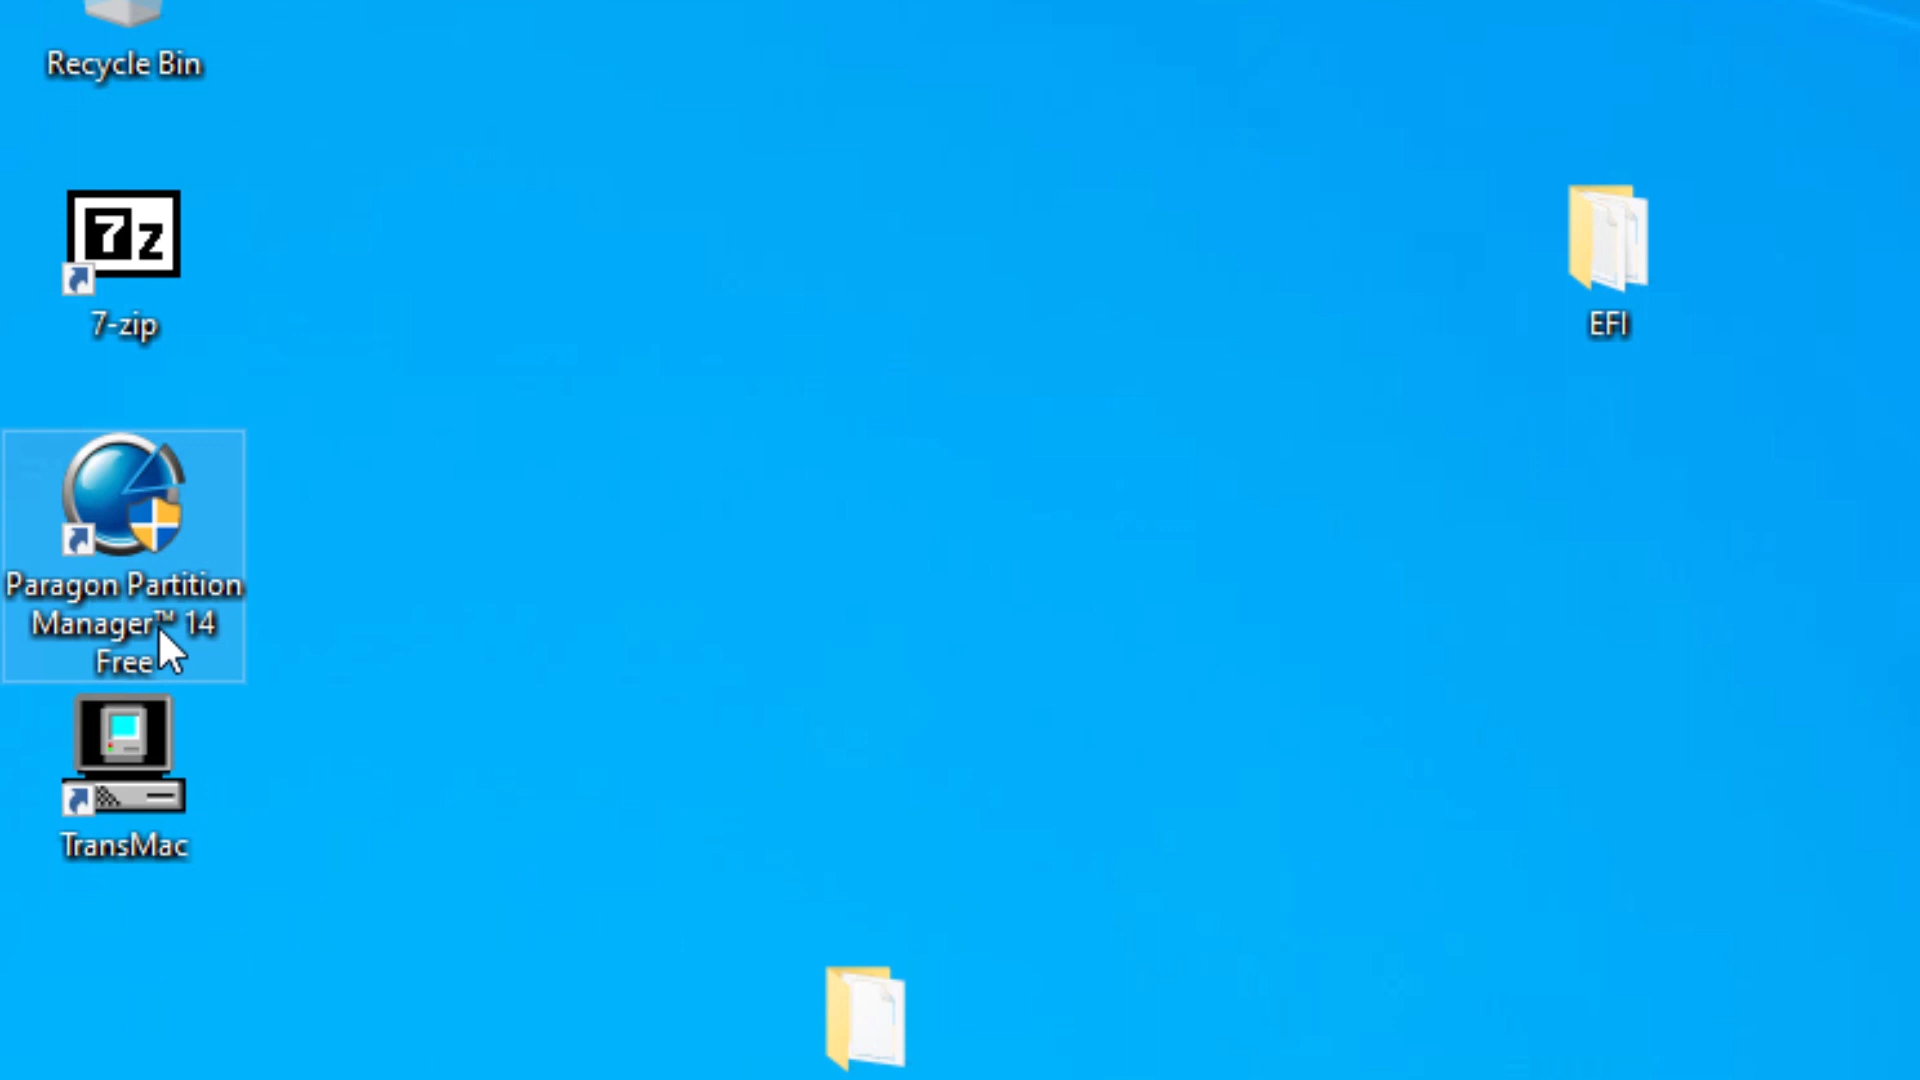 Recycle Bin
7z
7-zip
EFI
Paragon Partition
Manager™ 14
Free
TransMac